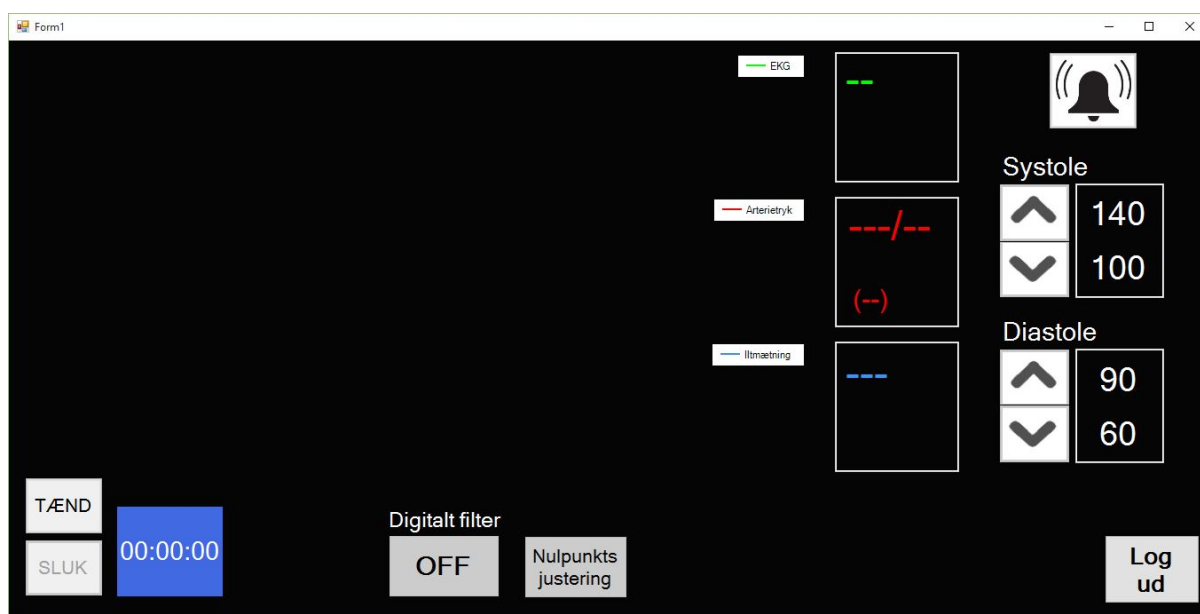 Form1
EKG
--
Arterietryk
---/--
(--)
Iltmætning
---
Systole
140
100
Diastole
90
60
TÆND
SLUK
00:00:00
Digitalt filter
OFF
Nulpunkts
justering
Log
ud